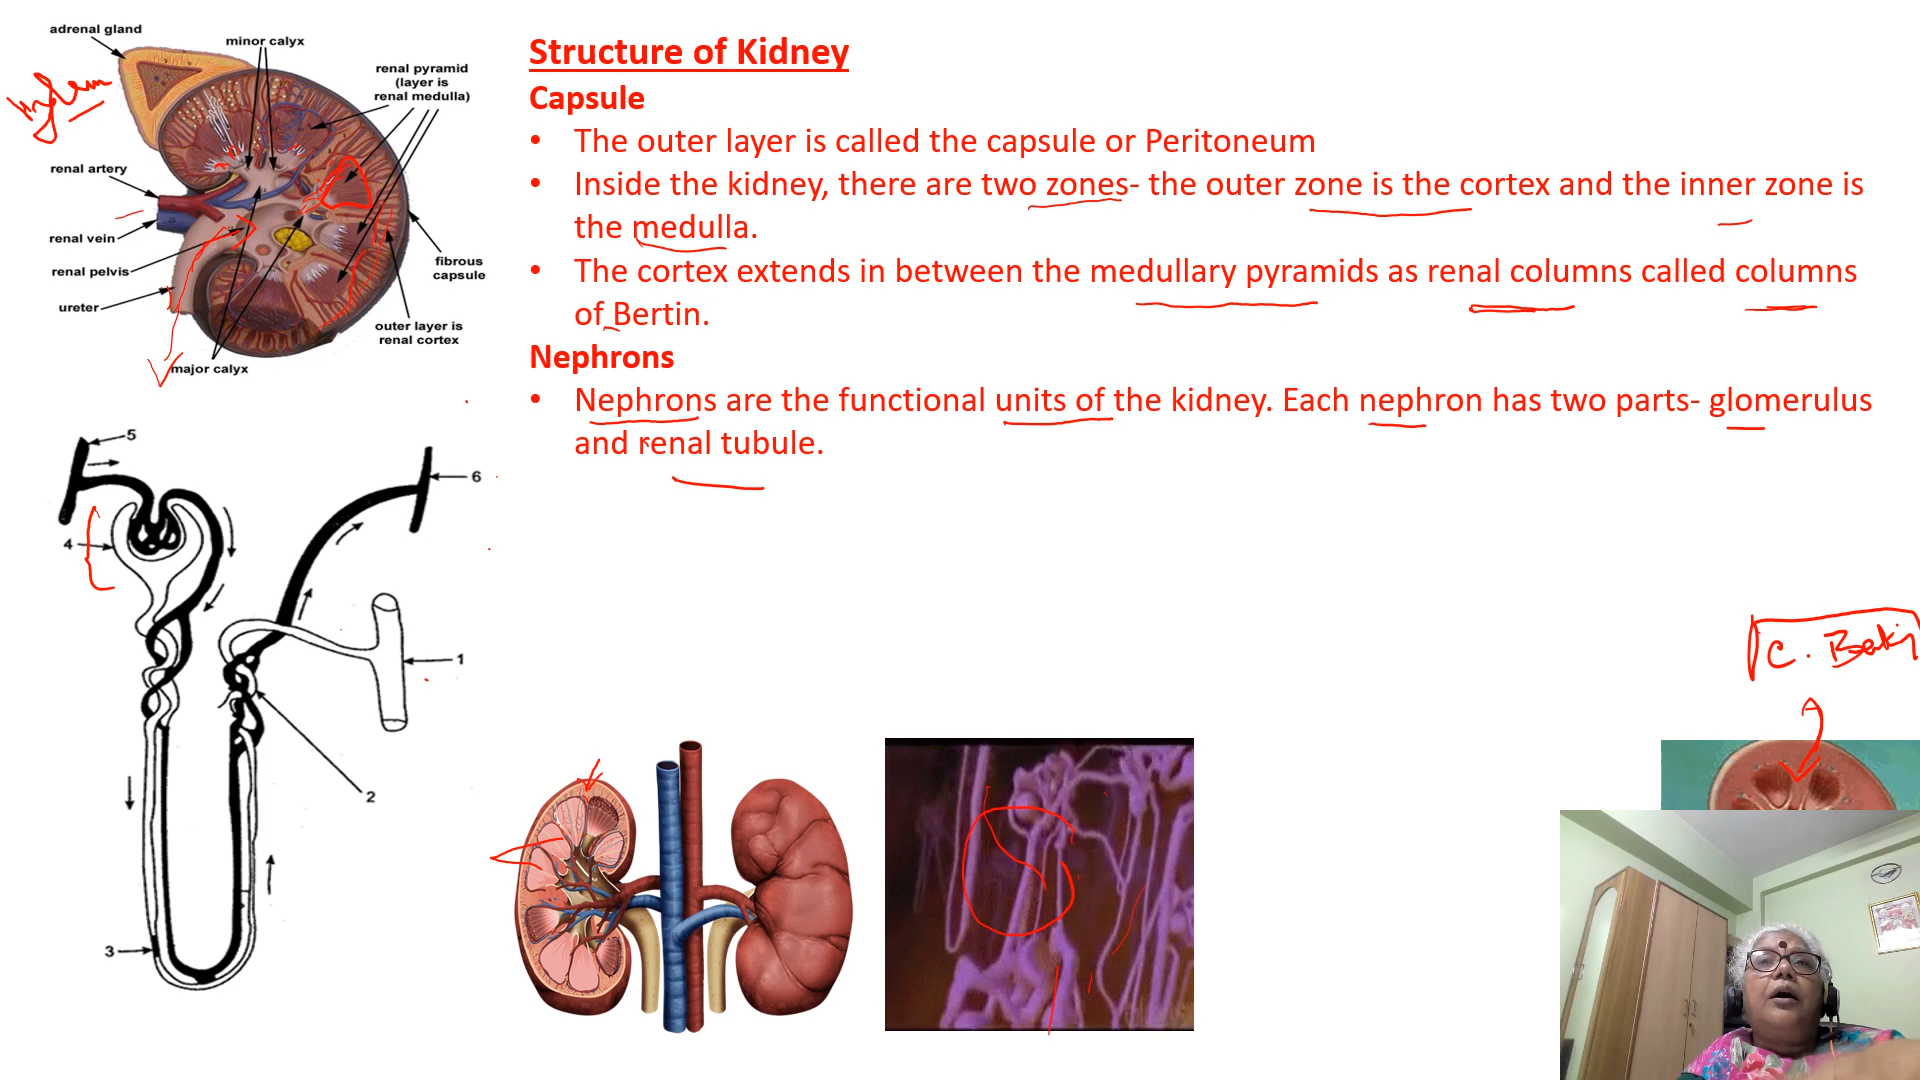 adrenal gland
minor calyx
renal pyramid
(layer is
renal medulla)
hylem
renal artery
renal vein
renal pelvis
ureter
fibrous
capsule
outer layer is
renal cortex
major calyx
Structure of Kidney
Capsule
• The outer layer is called the capsule or Peritoneum
• Inside the kidney, there are two zones- the outer zone is the cortex and the inner zone is
the medulla.
• The cortex extends in between the medullary pyramids as renal columns called columns
of Bertin.
Nephrons
• Nephrons are the functional units of the kidney. Each nephron has two parts- glomerulus
and renal tubule.
5
6
4
1
2
3
C. Bertin